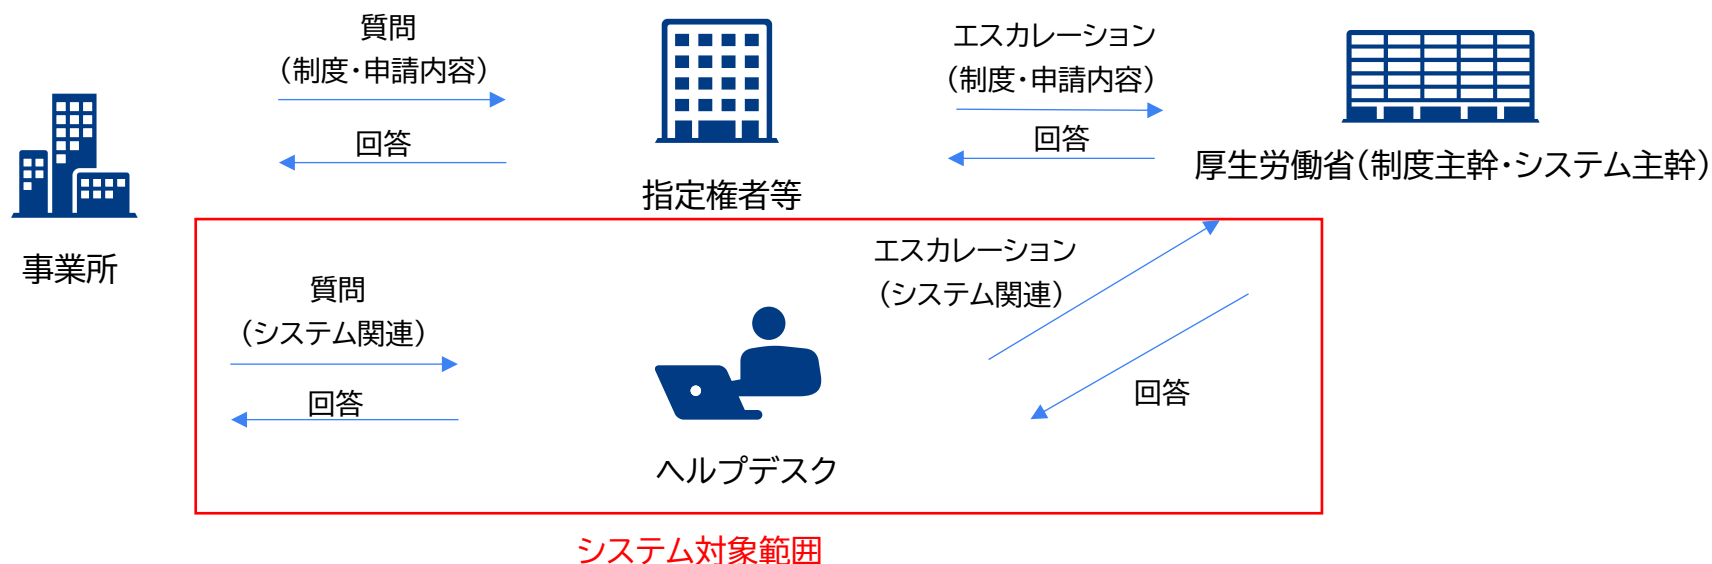 質問
（制度・申請内容）
回答
エスカレーション
（制度・申請内容）
回答
事業所
指定権者等
厚生労働省（制度主幹・システム主幹）
質問
（システム関連）
回答
エスカレーション
（システム関連）
回答
ヘルプデスク
システム対象範囲